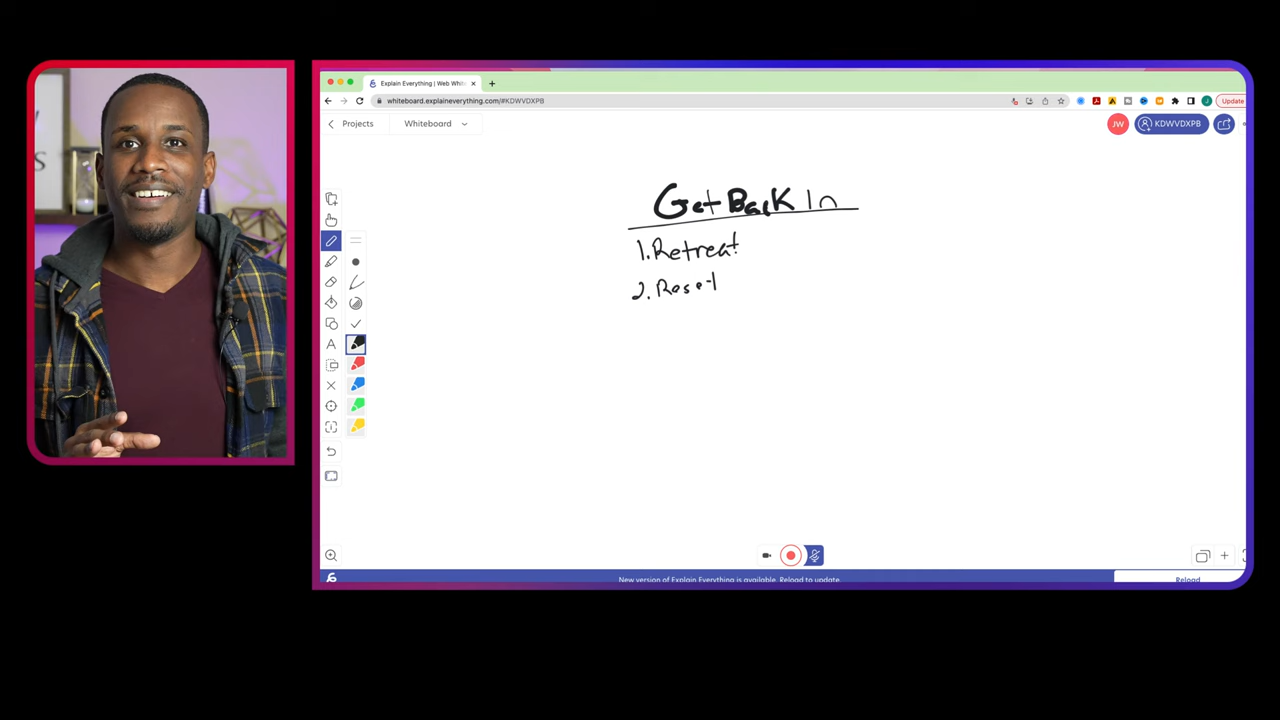 Explain Everything | Web Whit
whiteboard.explaineverything.com/#KDWVDXPB
Update
Projects
Whiteboard
JW
KDWVDXPB
Get Back In
1. Retreat
2. Reset
A
New version of Explain Everything is available. Reload to update.
Reload